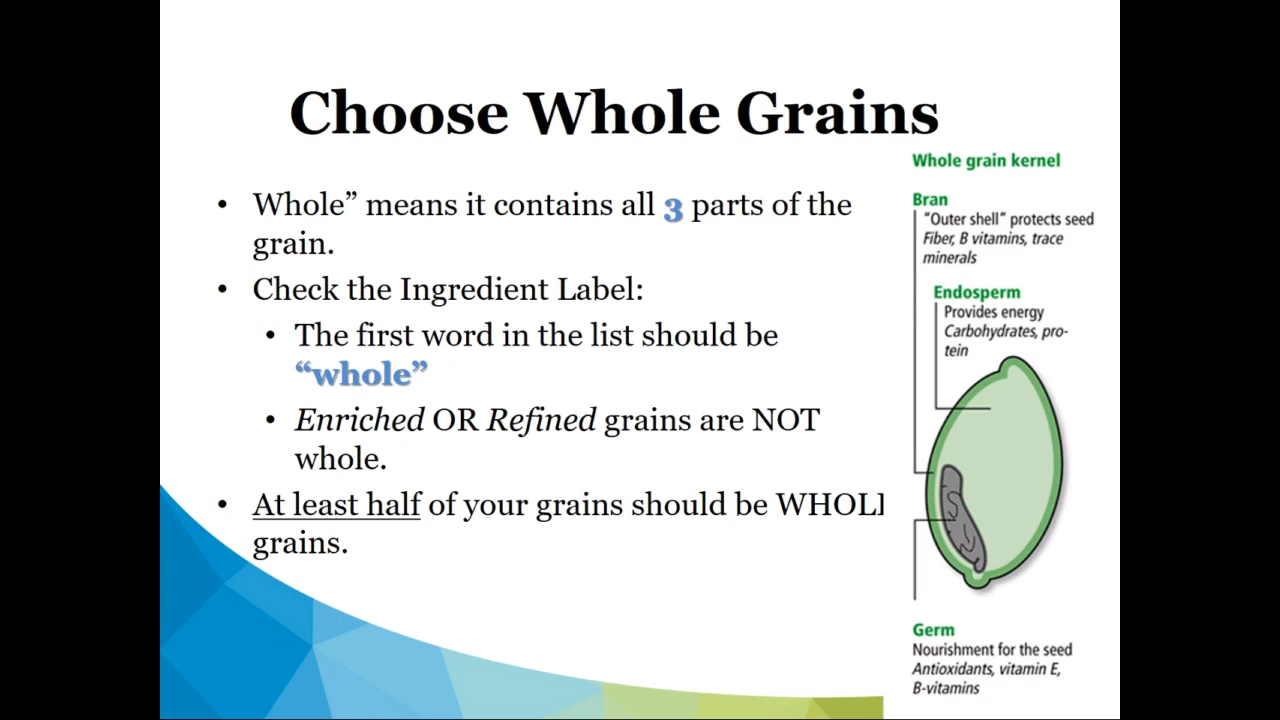 Choose Whole Grains
• Whole” means it contains all 3 parts of the
grain.
• Check the Ingredient Label:
• The first word in the list should be
“whole”
• Enriched OR Refined grains are NOT
whole.
• At least half of your grains should be
grains.
Whole grain kernel
Bran
“Outer shell” protects seed
Fiber, B vitamins, trace
minerals
Endosperm
Provides energy
Carbohydrates, pro-
tein
Germ
Nourishment for the seed
Antioxidants, vitamin E,
B-vitamins